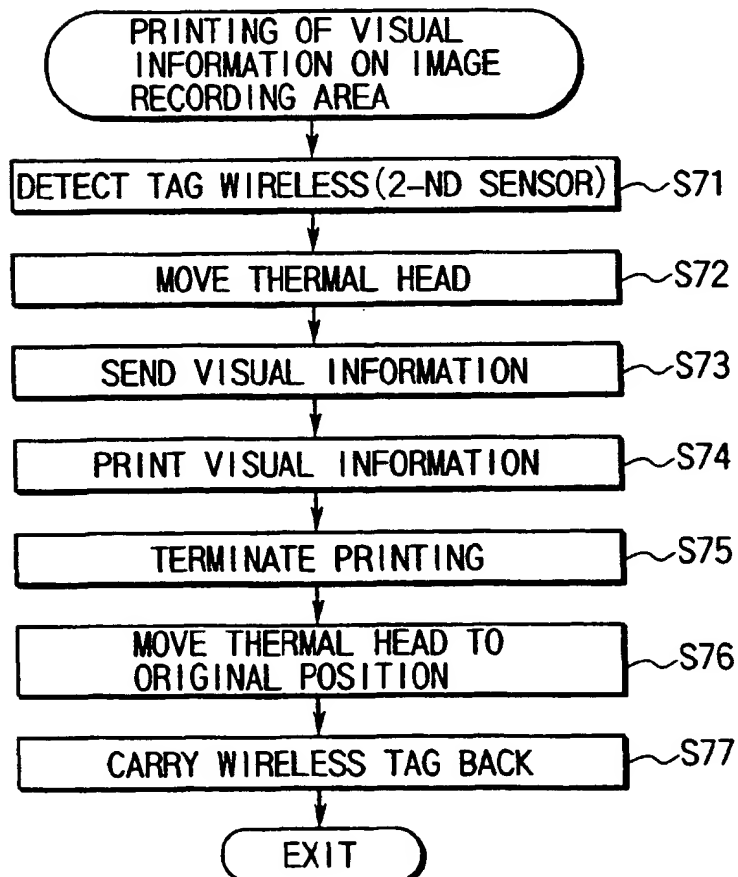 PRINTING OF VISUAL
INFORMATION ON IMAGE
RECORDING AREA
DETECT TAG WIRELESS(2-ND SENSOR)
S71
MOVE THERMAL HEAD
S72
SEND VISUAL INFORMATION
S73
PRINT VISUAL INFORMATION
S74
TERMINATE PRINTING
S75
MOVE THERMAL HEAD TO
ORIGINAL POSITION
S76
CARRY WIRELESS TAG BACK
S77
EXIT